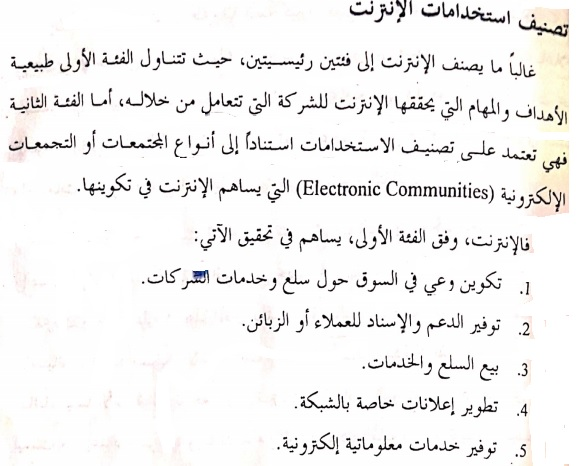 تصنيف استخدامات الإنترنت
غالباً ما يصنف الإنترنت إلى فئتين رئيسيتين، حيث تتناول الفئة الأولى طبيعية
الأهداف والمهام التي يحققها الإنترنت للشركة التي تتعامل من خلاله، أما الفئة الثانية
فهي تعتمد على تصنيف الاستخدامات استناداً إلى أنواع المجتمعات أو التجمعات
الإلكترونية (Electronic Communities) التي يساهم الإنترنت في تكوينها.
فالإنترنت، وفق الفئة الأولى، يساهم في تحقيق الآتي:
1. تكوين وعي في السوق حول سلع وخدمات الشركات.
2. توفير الدعم والإسناد للعملاء أو الزبائن.
3. بيع السلع والخدمات.
4. تطوير إعلانات خاصة بالشبكة.
5. توفير خدمات معلوماتية إلكترونية.